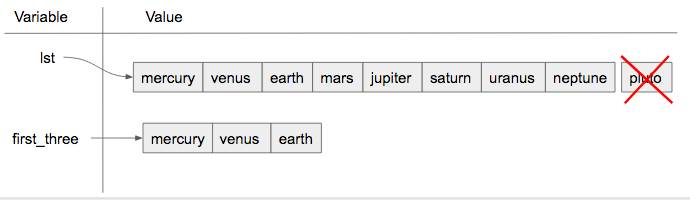 Variable Value
lst
mercury venus earth mars jupiter saturn uranus neptune pluto
first_three mercury venus earth